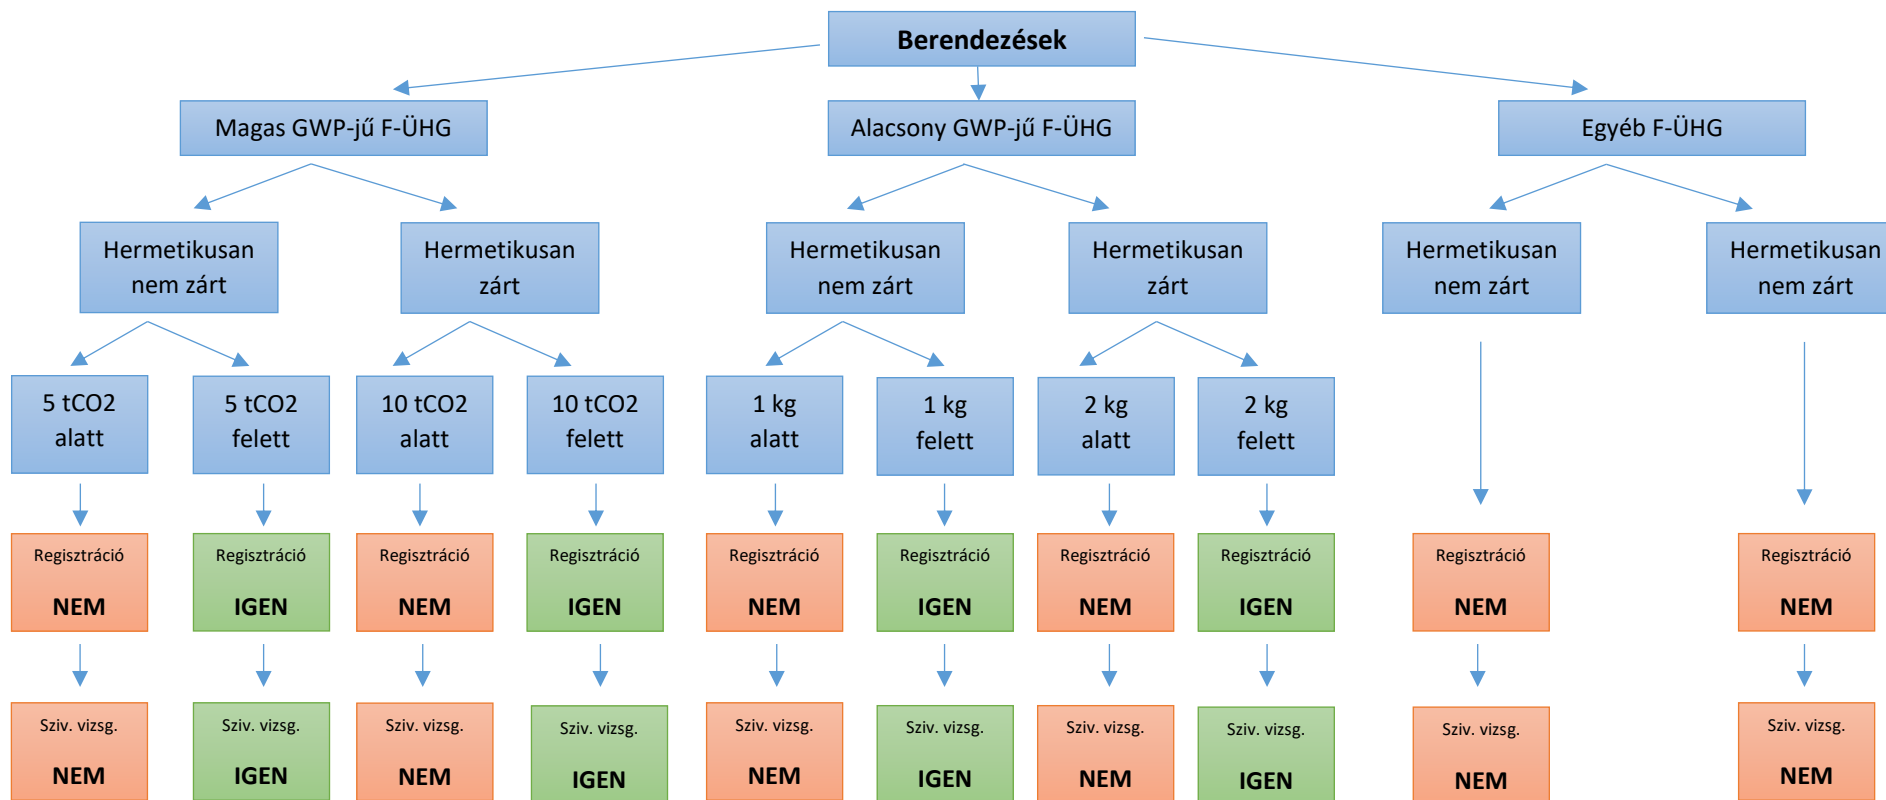 Berendezések
Magas GWP-jű F-ÜHG
Alacsony GWP-jű F-ÜHG
Egyéb F-ÜHG
Hermetikusan
nem zárt
Hermetikusan
zárt
Hermetikusan
nem zárt
Hermetikusan
zárt
Hermetikusan
nem zárt
Hermetikusan
nem zárt
5 tCO2
alatt
5 tCO2
felett
10 tCO2
alatt
10 tCO2
felett
1 kg
alatt
1 kg
felett
2 kg
alatt
2 kg
felett
Regisztráció
NEM
Regisztráció
IGEN
Regisztráció
NEM
Regisztráció
IGEN
Regisztráció
NEM
Regisztráció
IGEN
Regisztráció
NEM
Regisztráció
IGEN
Regisztráció
NEM
Regisztráció
NEM
Sziv. vizsg.
NEM
Sziv. vizsg.
IGEN
Sziv. vizsg.
NEM
Sziv. vizsg.
IGEN
Sziv. vizsg.
NEM
Sziv. vizsg.
IGEN
Sziv. vizsg.
NEM
Sziv. vizsg.
IGEN
Sziv. vizsg.
NEM
Sziv. vizsg.
NEM